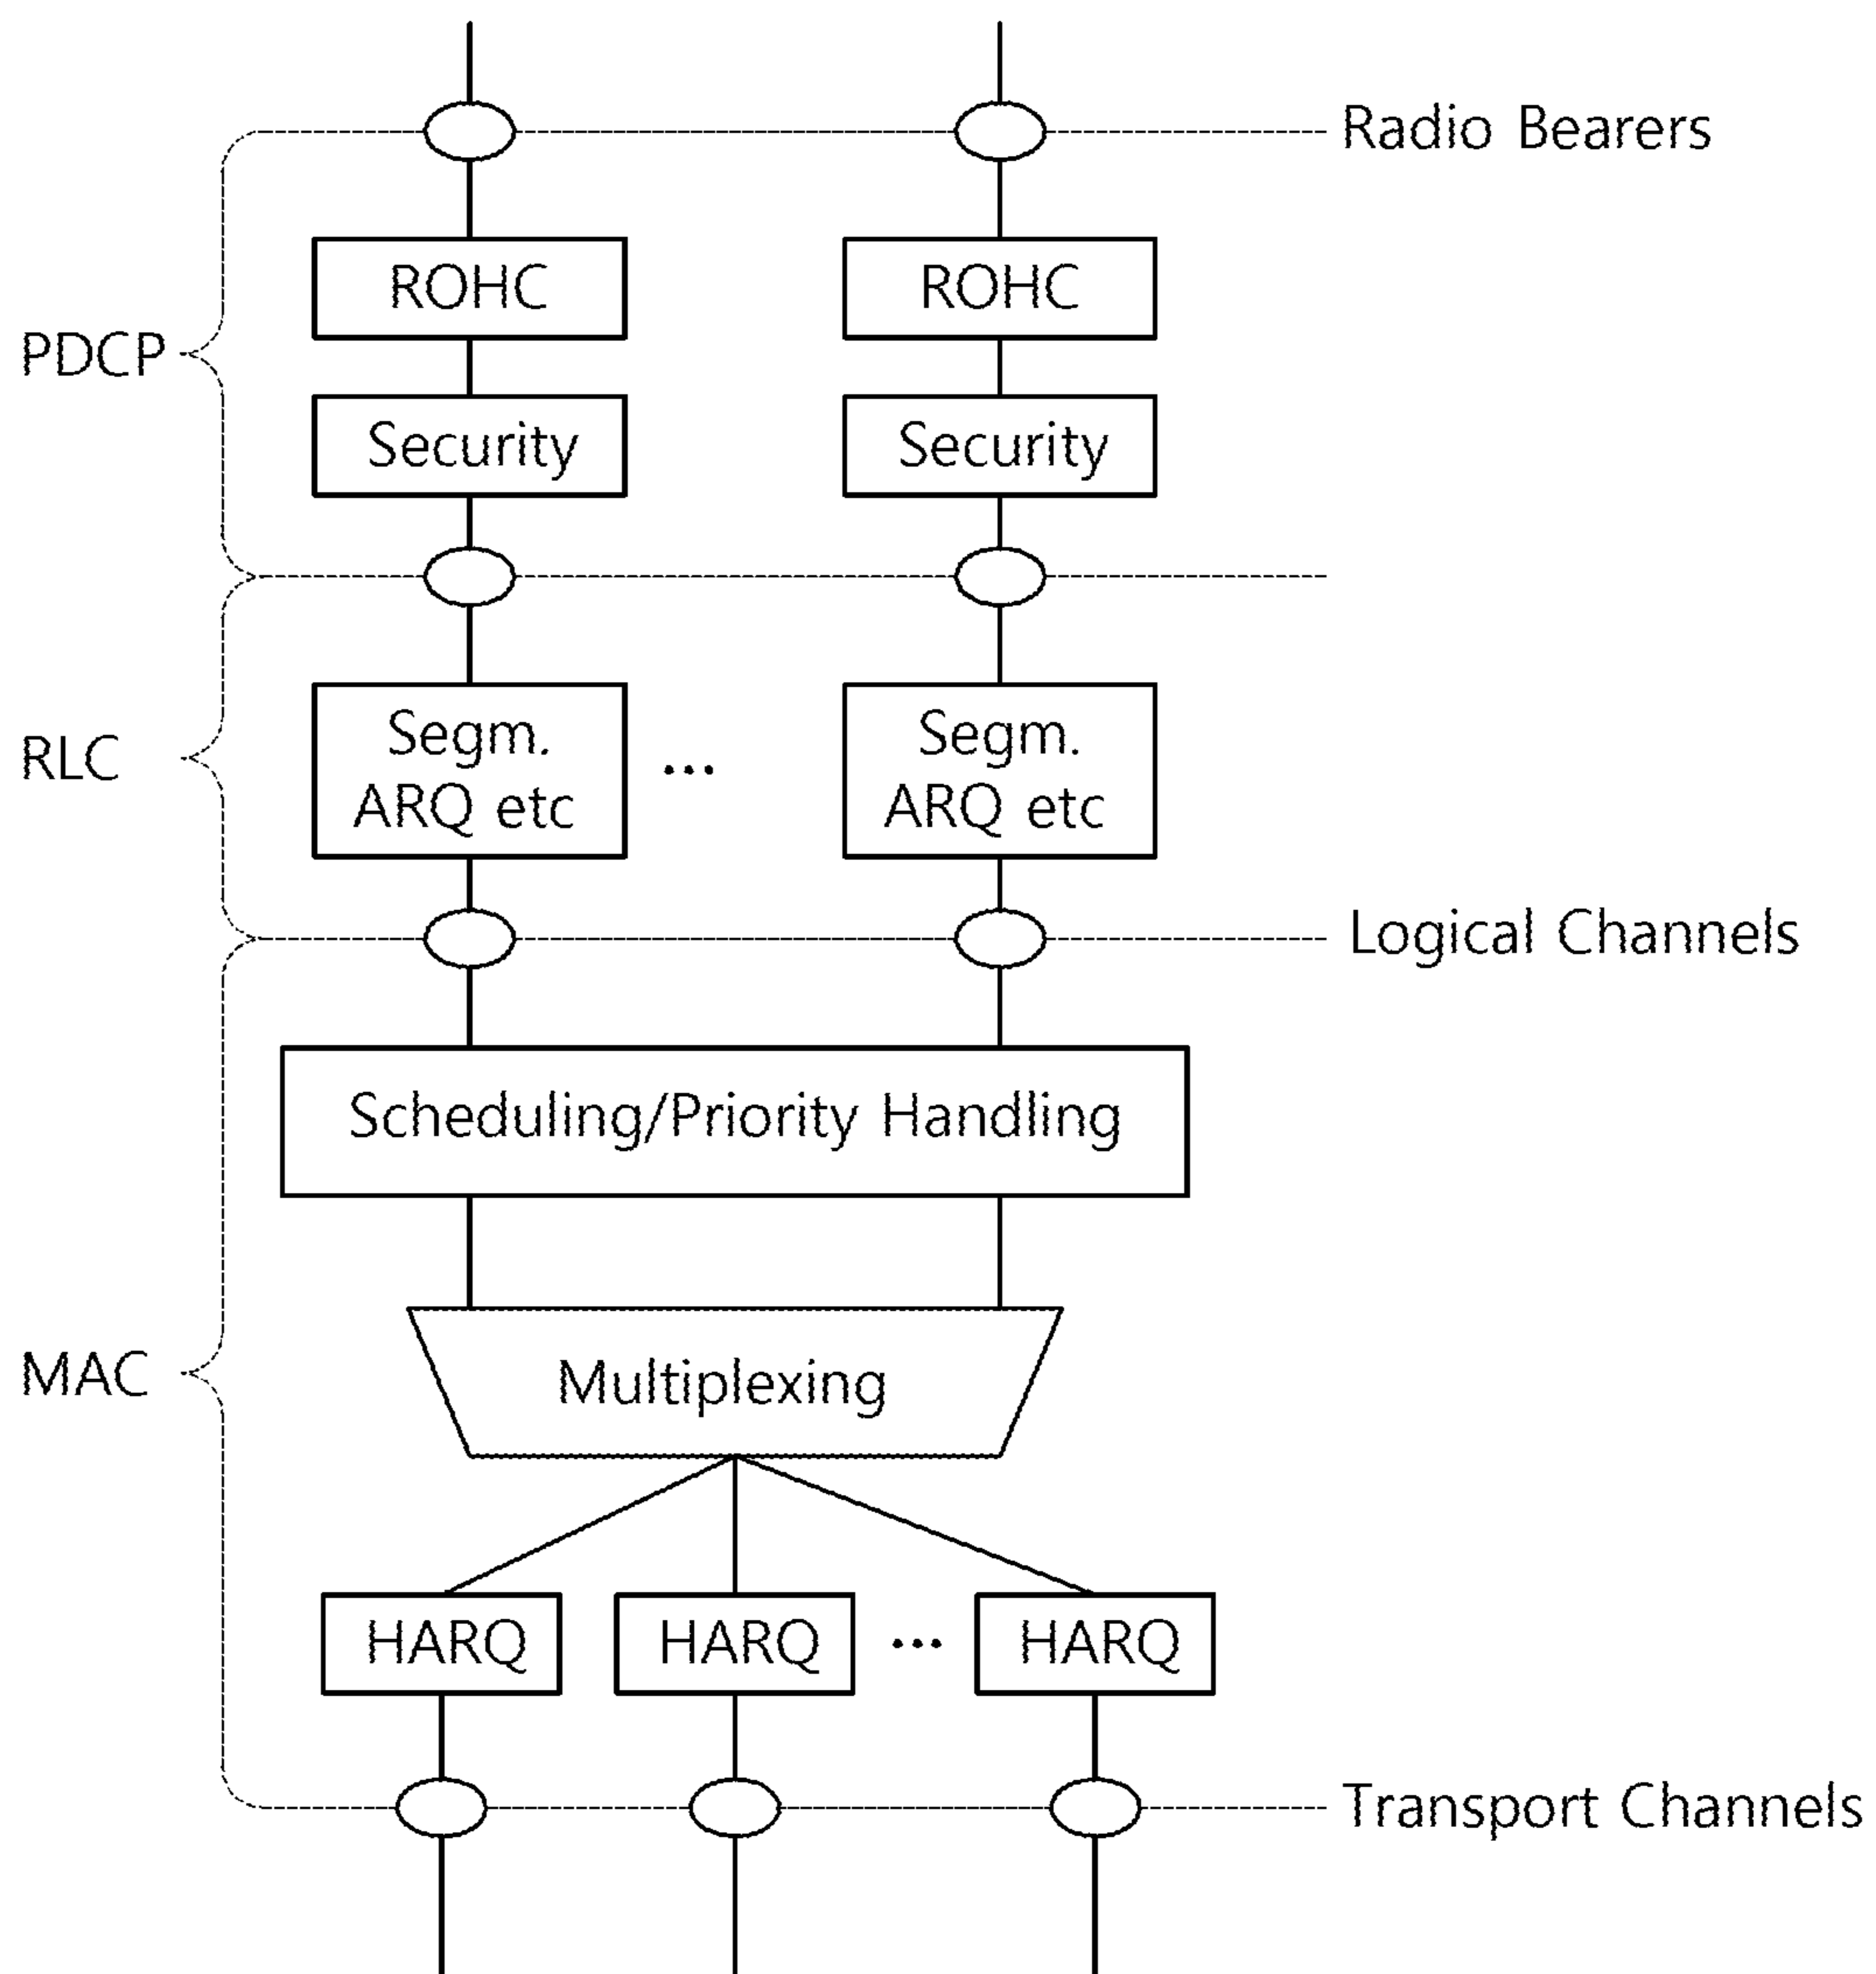 Radio Bearers
ROHC
ROHC
PDCP
Security
Security
Segm.
ARQ etc
...
Segm.
ARQ etc
RLC
Logical Channels
Scheduling/Priority Handling
MAC
Multiplexing
HARQ
HARQ
...
HARQ
Transport Channels